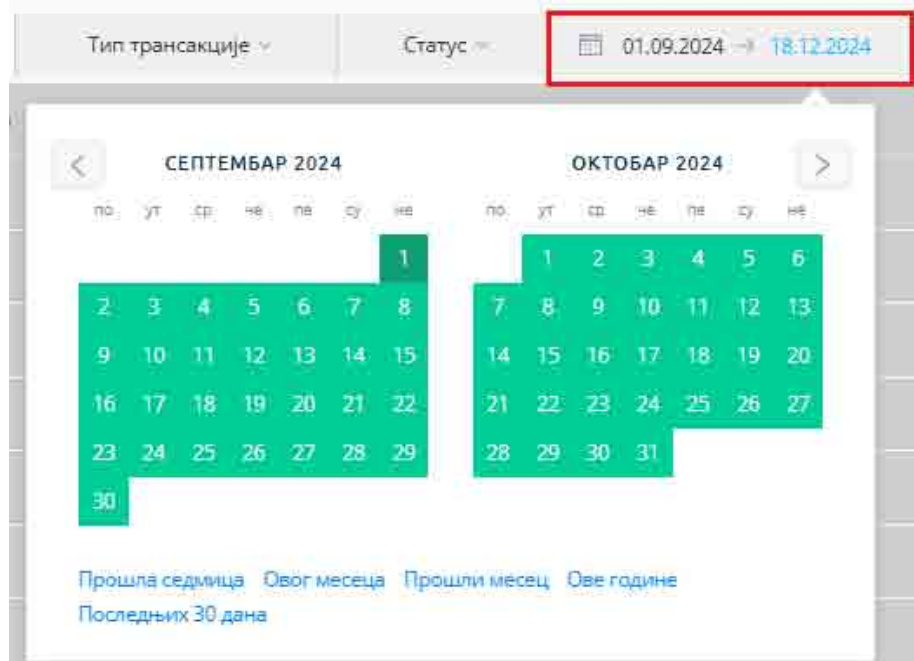 Тип трансакције Статус 01.09.2024 → 18.12.2024
< СЕПТЕМБАР 2024 ОКТОБАР 2024 >
по ут ср че пе су не по ут ср че пе су не
1 1 2 3 4 5 6
2 3 4 5 6 7 8 7 8 9 10 11 12 13
9 10 11 12 13 14 15 14 15 16 17 18 19 20
16 17 18 19 20 21 22 21 22 23 24 25 26 27
23 24 25 26 27 28 29 28 29 30 31
30
Прошла седмица Овог месеца Прошли месец Ове године
Последњих 30 дана